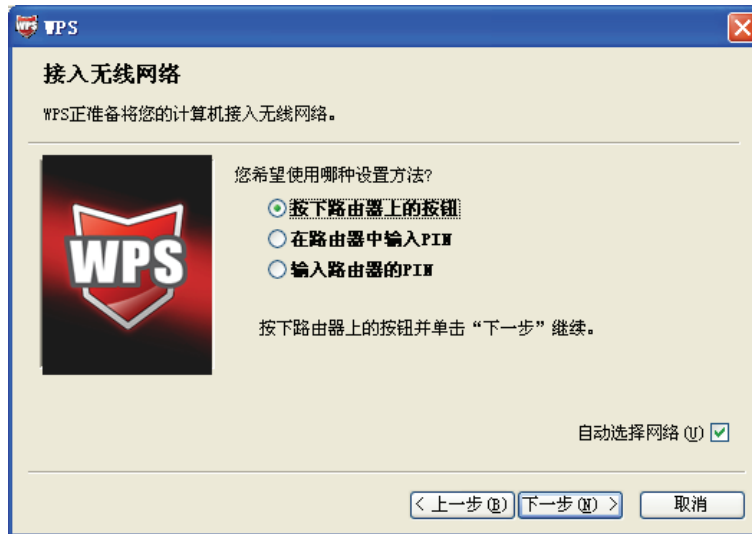 WPS
WPS
接入无线网络
WPS正准备将您的计算机接入无线网络。
您希望使用哪种设置方法?
按下路由器上的按钮
在路由器中输入PIN
输入路由器的PIN
WPS
按下路由器上的按钮并单击“下一步”继续。
自动选择网络(U)
< 上一步(B)
下一步(N) >
取消